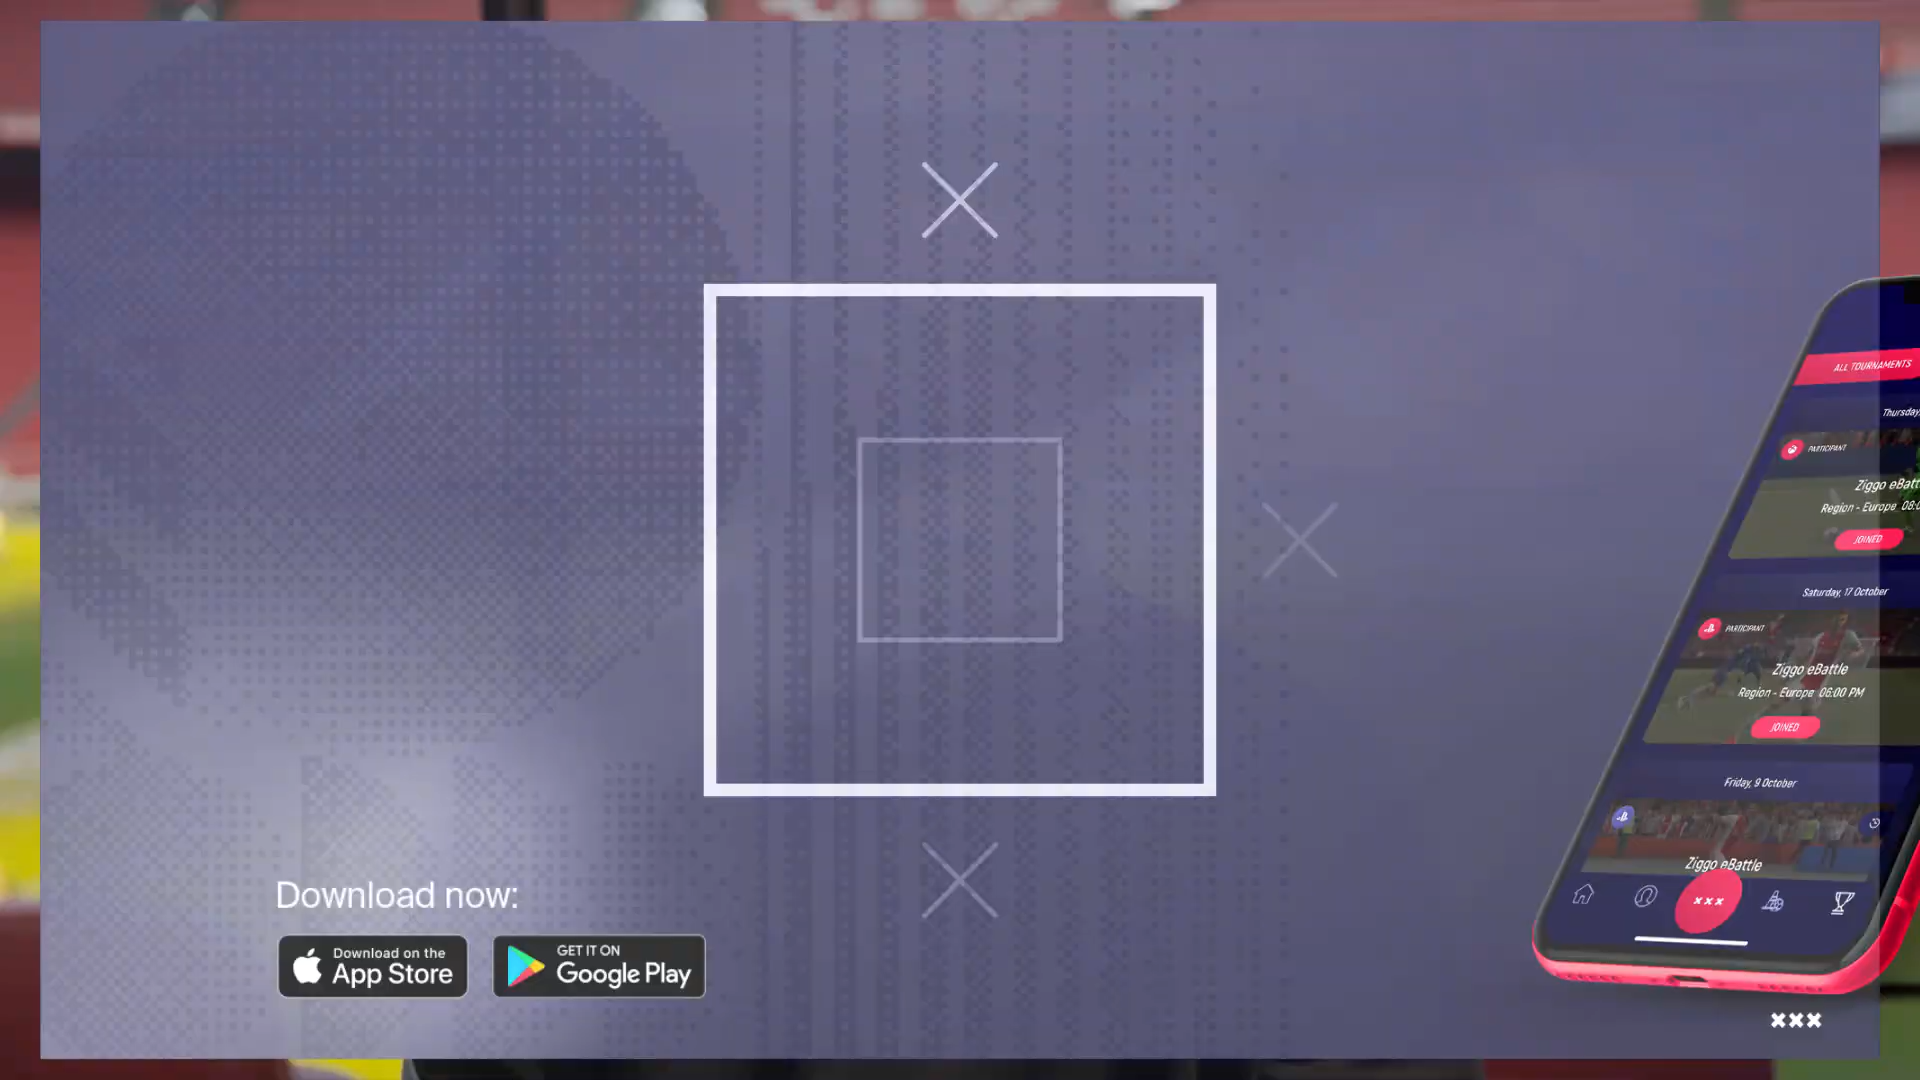 ALL TOURNAMENTS
Thursday,
PARTICIPANT
Ziggo eBatt
Region - Europe 08:0
JOINED
Saturday, 17 October
PARTICIPANT
Ziggo eBattle
Region - Europe 06:00 PM
JOINED
Friday, 9 October
Ziggo eBattle
xxx
Download now:
Download on the
App Store
GET IT ON
Google Play
XXX